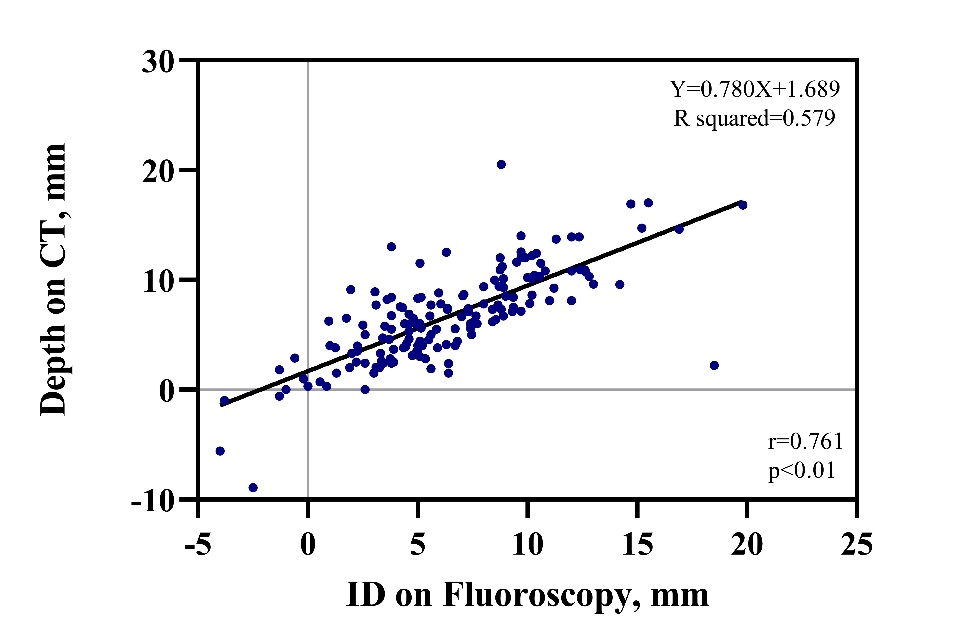 30
20
10
0
-10
Depth on CT, mm
Y=0.780X+1.689
R squared=0.579
r=0.761
p<0.01
-5 0 5 10 15 20 25
ID on Fluoroscopy, mm